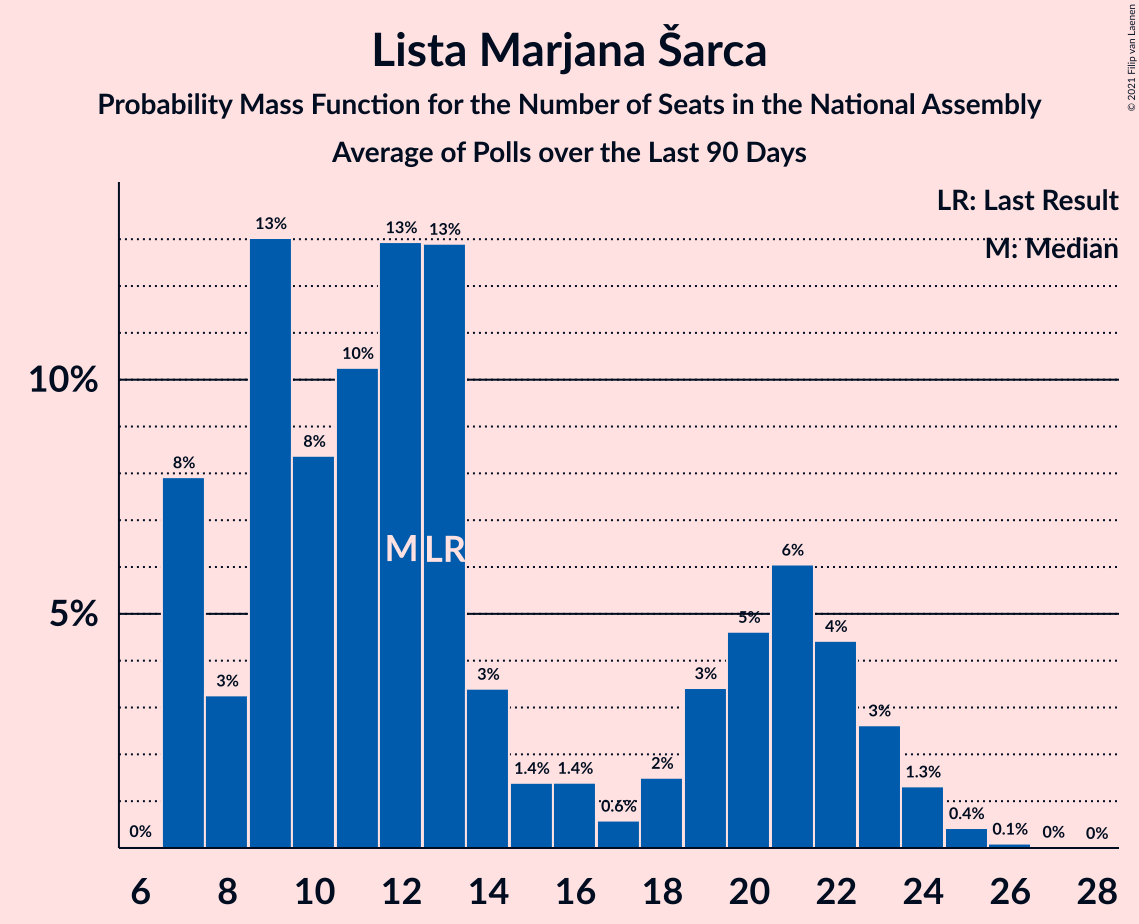 © 2021 Filip van Laenen
Lista Marjana Šarca
Probability Mass Function for the Number of Seats in the National Assembly
Average of Polls over the Last 90 Days
LR: Last Result
M: Median
10%
5%
0%
8%
3%
13%
8%
10%
13%
13%
3%
1.4%
1.4%
0.6%
2%
3%
5%
6%
4%
3%
1.3%
0.4%
0.1%
0%
0%
M
LR
6 8 10 12 14 16 18 20 22 24 26 28